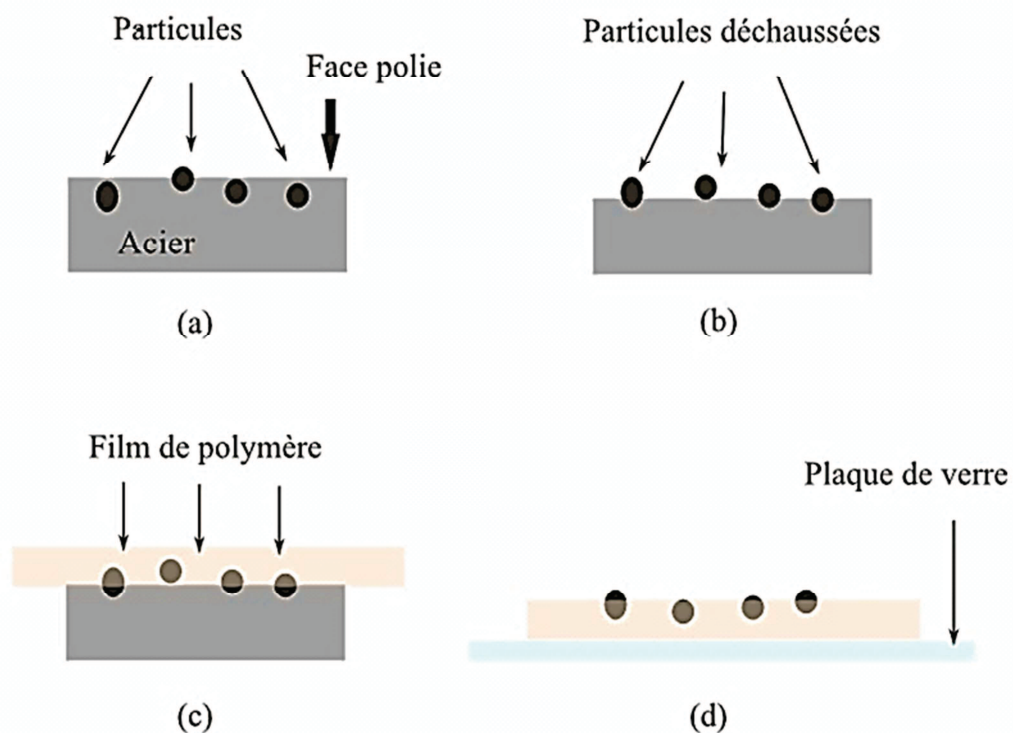 Particules
Face polie
Acier
(a)
Particules déchaussées
(b)
Film de polymère
(c)
Plaque de verre
(d)